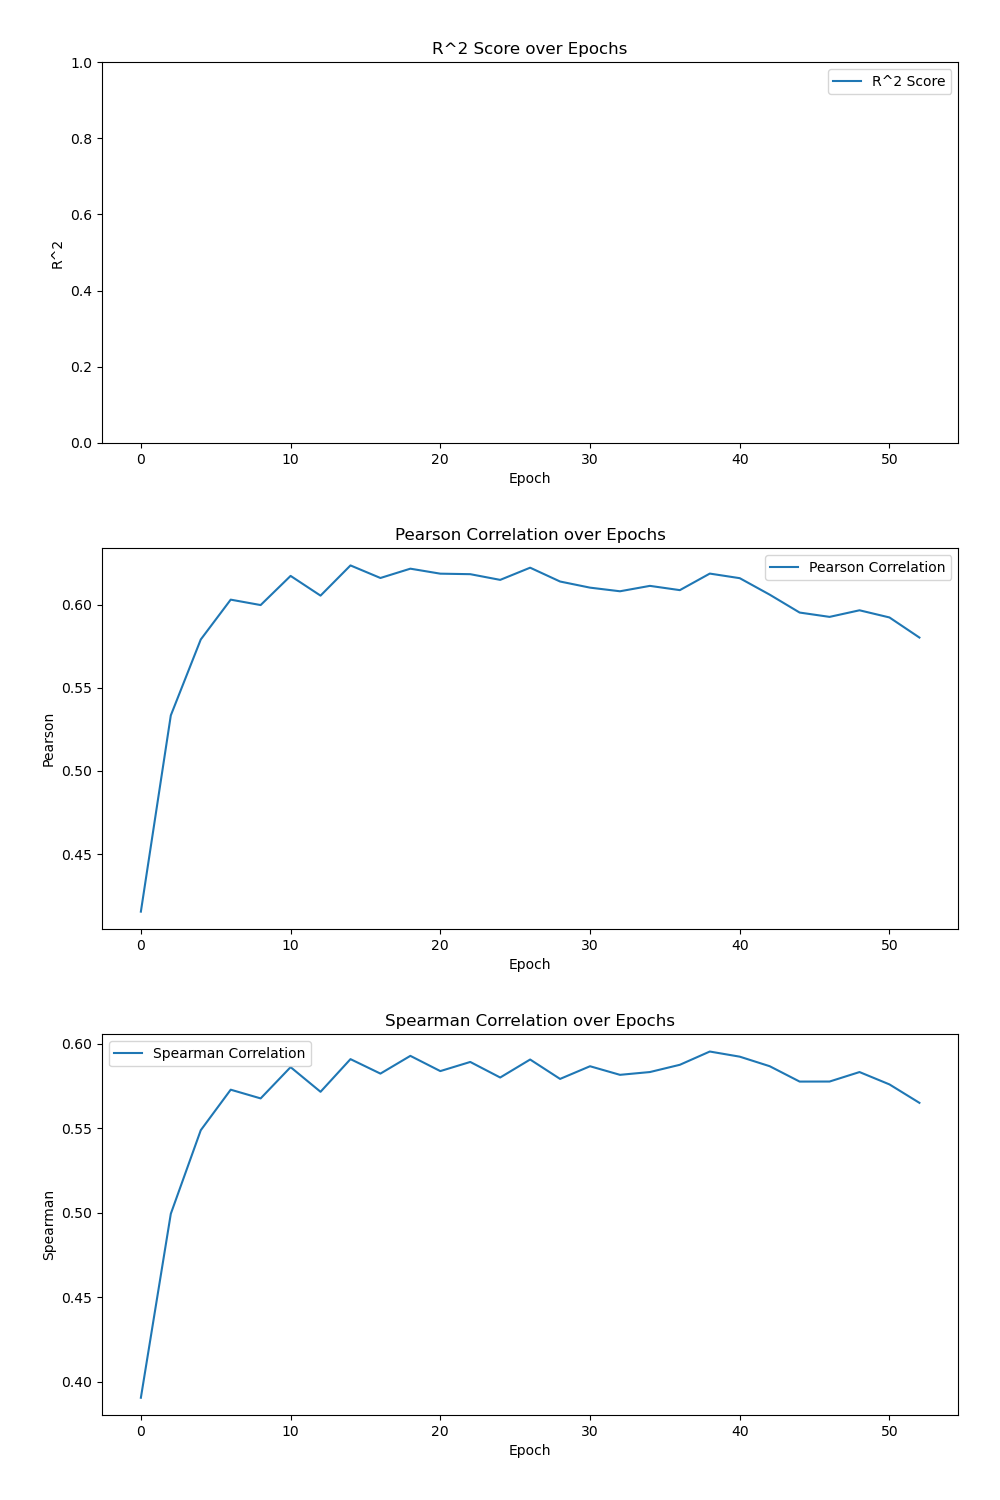 R^2 Score over Epochs
R^2 Score
1.0
0.8
0.6
0.4
0.2
0.0
R^2
0 10 20 30 40 50
Epoch
Pearson Correlation over Epochs
Pearson Correlation
0.60
0.55
0.50
0.45
Pearson
0 10 20 30 40 50
Epoch
Spearman Correlation over Epochs
Spearman Correlation
0.60
0.55
0.50
0.45
0.40
Spearman
0 10 20 30 40 50
Epoch